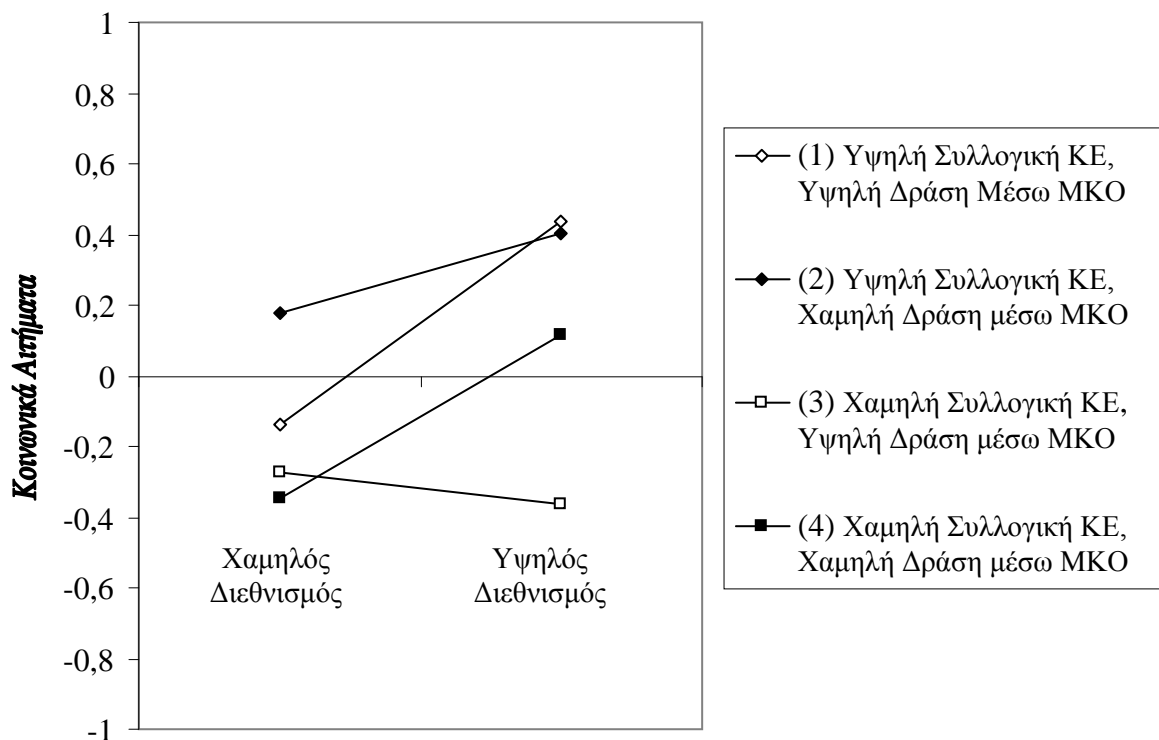 1
0,8
0,6
0,4
0,2
0
-0,2
-0,4
-0,6
-0,8
-1
Κοινωνικά Αιτήματα
Χαμηλός
Διεθνισμός
Υψηλός
Διεθνισμός
(1) Υψηλή Συλλογική ΚΕ,
Υψηλή Δράση Μέσω ΜΚΟ
(2) Υψηλή Συλλογική ΚΕ,
Χαμηλή Δράση μέσω ΜΚΟ
(3) Χαμηλή Συλλογική ΚΕ,
Υψηλή Δράση μέσω ΜΚΟ
(4) Χαμηλή Συλλογική ΚΕ,
Χαμηλή Δράση μέσω ΜΚΟ